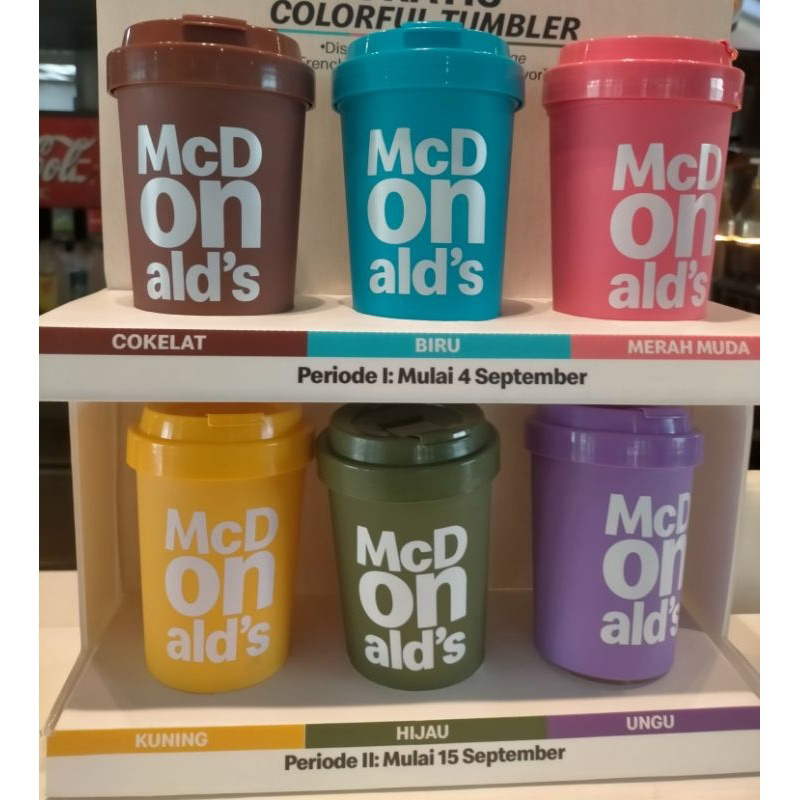 COLORFUL TUMBLER
McD
on
ald's
McD
on
ald's
McD
on
ald's
COKELAT
BIRU
MERAH MUDA
Periode I: Mulai 4 September
McD
on
ald's
McD
on
ald's
McD
on
ald's
KUNING
HIJAU
UNGU
Periode II: Mulai 15 September